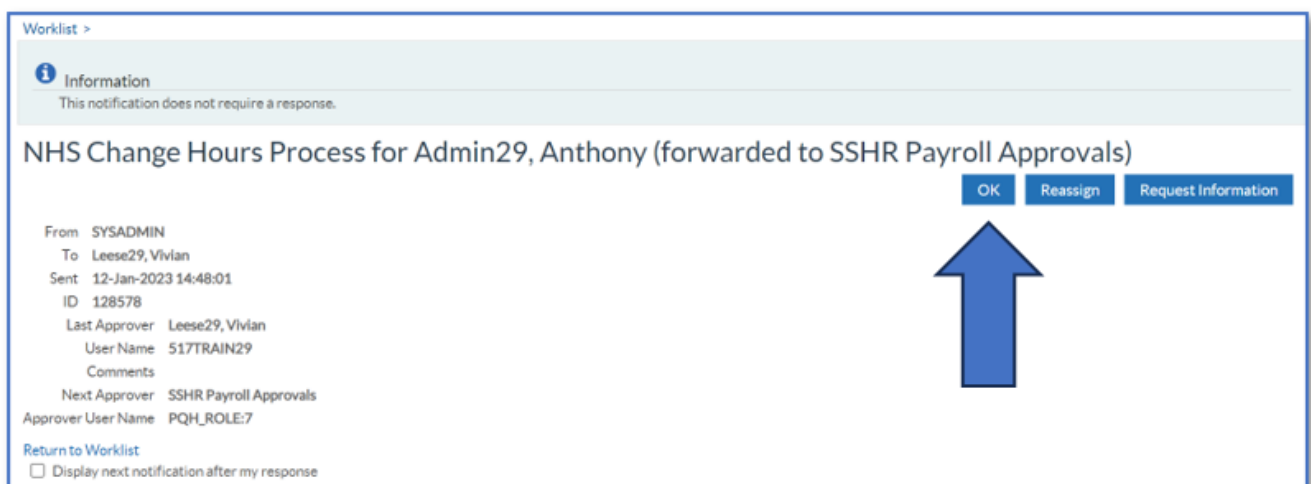 Worklist >
Information
This notification does not require a response.
NHS Change Hours Process for Admin29, Anthony (forwarded to SSHR Payroll Approvals)
OK Reassign Request Information
From SYSADMIN
To Leese29, Vivian
Sent 12-Jan-2023 14:48:01
ID 128578
Last Approver Leese29, Vivian
User Name 517TRAIN29
Comments
Next Approver SSHR Payroll Approvals
Approver User Name PQH_ROLE:7
Return to Worklist
Display next notification after my response